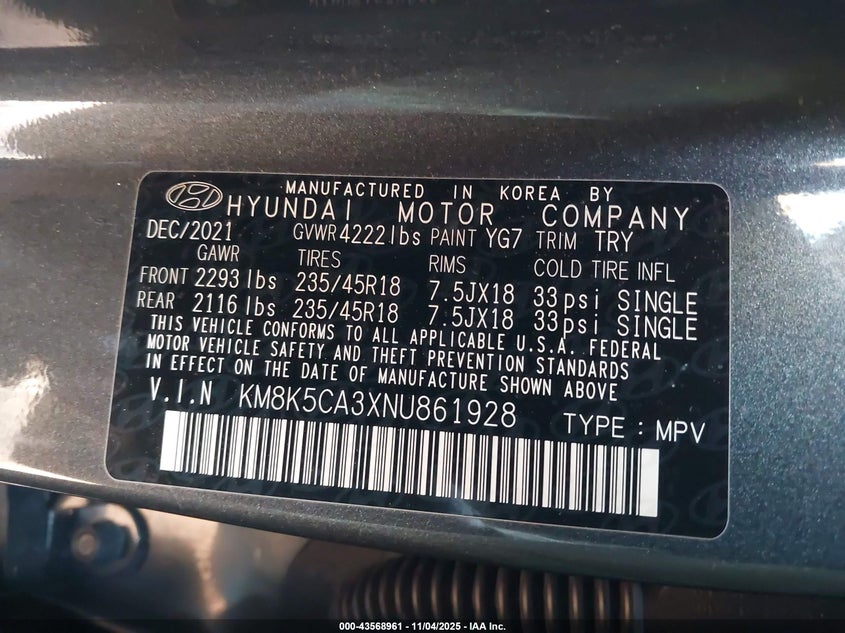 MANUFACTURED IN KOREA BY
HYUNDAI MOTOR COMPANY
DEC/2021 GVWR 4222 lbs PAINT YG7 TRIM TRY
GAWR TIRES RIMS COLD TIRE INFL
FRONT 2293 lbs 235/45R18 7.5JX18 33 psi SINGLE
REAR 2116 lbs 235/45R18 7.5JX18 33 psi SINGLE
THIS VEHICLE CONFORMS TO ALL APPLICABLE U.S.A. FEDERAL
MOTOR VEHICLE SAFETY AND THEFT PREVENTION STANDARDS
IN EFFECT ON THE DATE OF MANUFACTURE SHOWN ABOVE
V.I.N KM8K5CA3XNU861928 TYPE : MPV
000-43568961 - 11/04/2025 - IAA Inc.